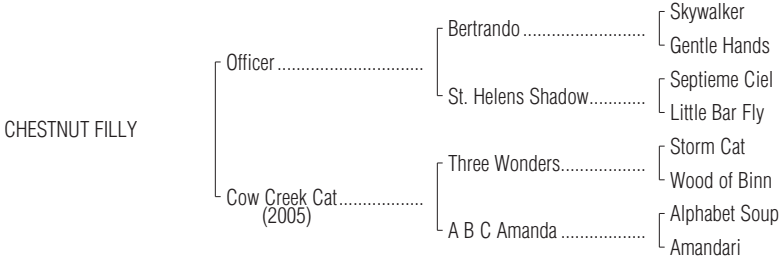 Skywalker
Bertrando ............................
Gentle Hands
Officer .................................
Septieme Ciel
St. Helens Shadow............
Little Bar Fly
CHESTNUT FILLY
Storm Cat
Three Wonders...................
Wood of Binn
Cow Creek Cat...................
(2005)
Alphabet Soup
A B C Amanda ...................
Amandari